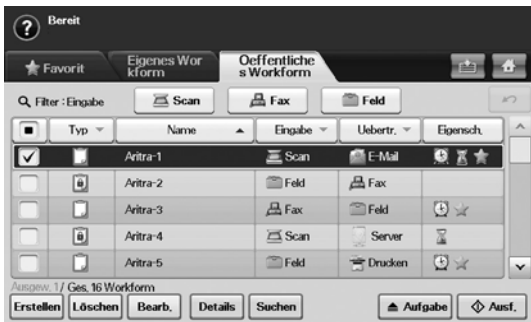 ? Bereit
Favorit
Eigenes Wor
kform
Oeffentliche
s Workform
Filter : Eingabe
Scan
Fax
Feld
Typ Name Eingabe Uebertr. Eigensch.
Aritra-1 Scan E-Mail
Aritra-2 Feld Fax
Aritra-3 Fax Feld
Aritra-4 Scan Server
Aritra-5 Feld Drucken
Ausgew. 1/ Ges. 16 Workform
Erstellen Löschen Bearb. Details Suchen Aufgabe Ausf.